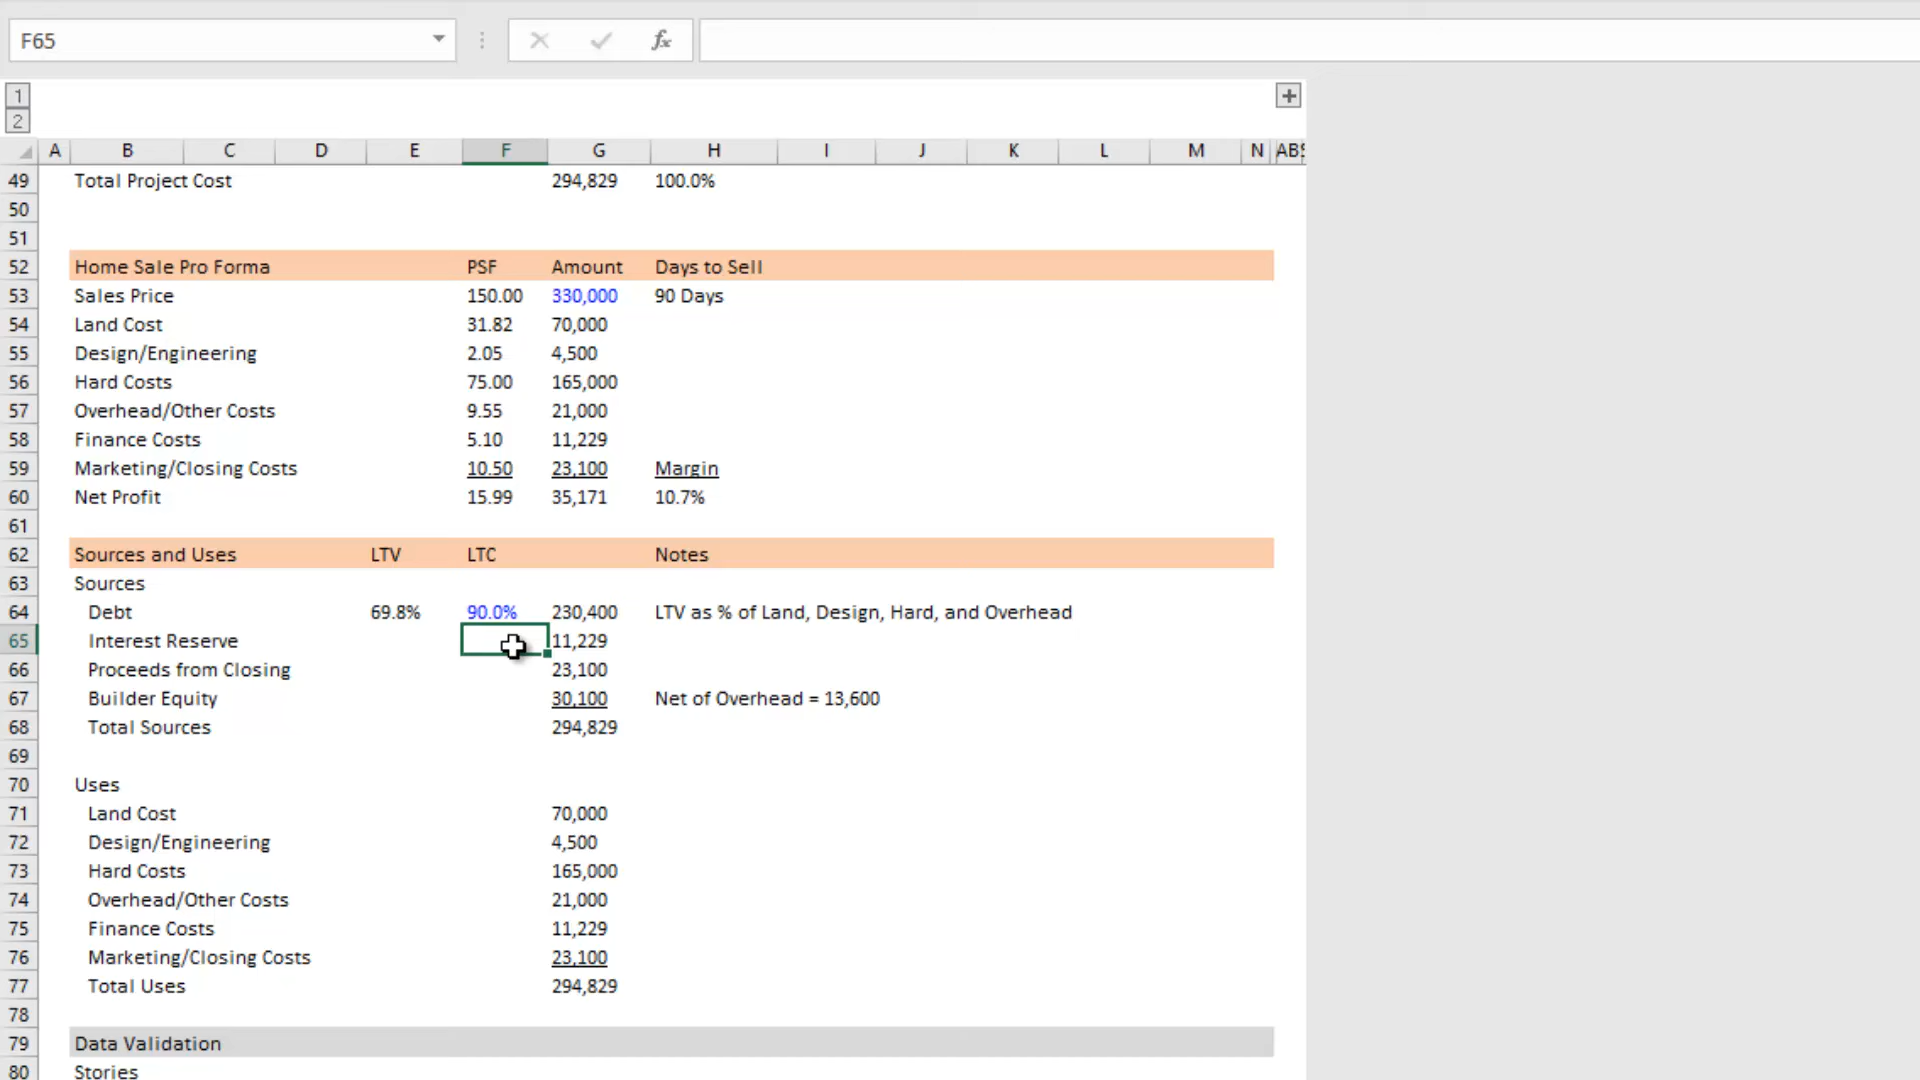 F65 fx
1
2
A B C D E F G H I J K L M N
49 Total Project Cost 294,829 100.0%
50
51
52 Home Sale Pro Forma PSF Amount Days to Sell
53 Sales Price 150.00 330,000 90 Days
54 Land Cost 31.82 70,000
55 Design/Engineering 2.05 4,500
56 Hard Costs 75.00 165,000
57 Overhead/Other Costs 9.55 21,000
58 Finance Costs 5.10 11,229
59 Marketing/Closing Costs 10.50 23,100 Margin
60 Net Profit 15.99 35,171 10.7%
61
62 Sources and Uses LTV LTC Notes
63 Sources
64 Debt 69.8% 90.0% 230,400 LTV as % of Land, Design, Hard, and Overhead
65 Interest Reserve 11,229
66 Proceeds from Closing 23,100
67 Builder Equity 30,100 Net of Overhead = 13,600
68 Total Sources 294,829
69
70 Uses
71 Land Cost 70,000
72 Design/Engineering 4,500
73 Hard Costs 165,000
74 Overhead/Other Costs 21,000
75 Finance Costs 11,229
76 Marketing/Closing Costs 23,100
77 Total Uses 294,829
78
79 Data Validation
80 Stories